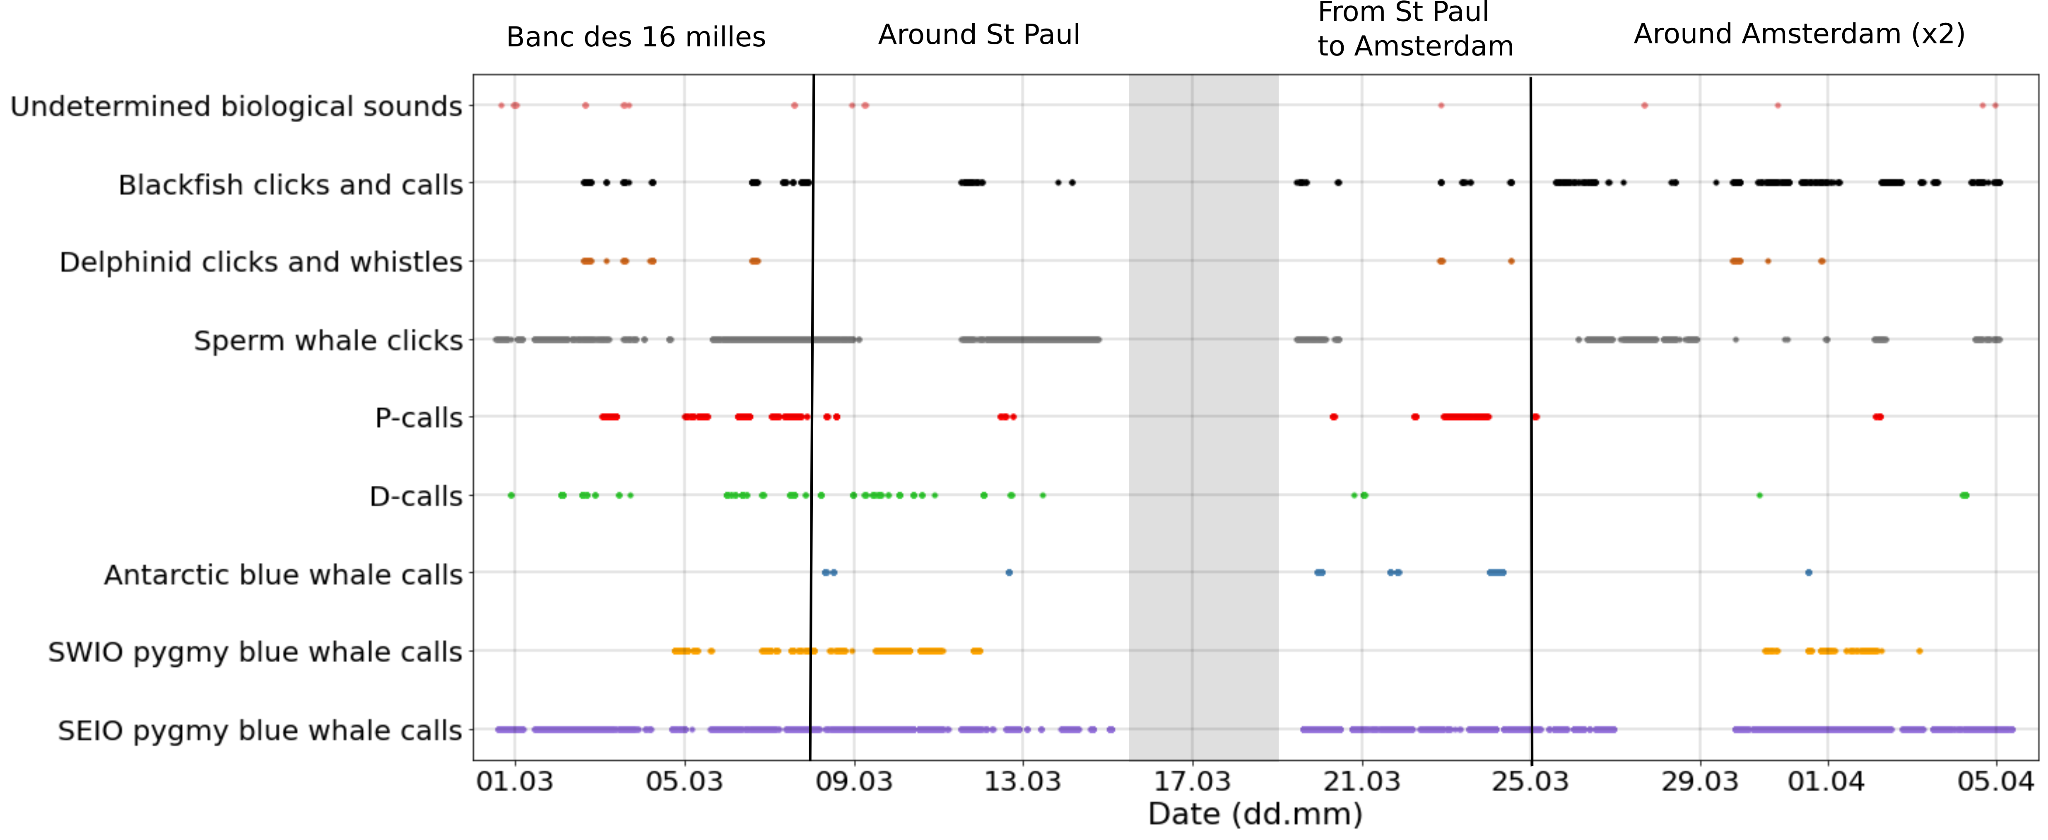 Banc des 16 milles
Around St Paul
From St Paul
to Amsterdam
Around Amsterdam (x2)
Undetermined biological sounds
Blackfish clicks and calls
Delphinid clicks and whistles
Sperm whale clicks
P-calls
D-calls
Antarctic blue whale calls
SWIO pygmy blue whale calls
SEIO pygmy blue whale calls
01.03 05.03 09.03 13.03 17.03 21.03 25.03 29.03 01.04 05.04
Date (dd.mm)